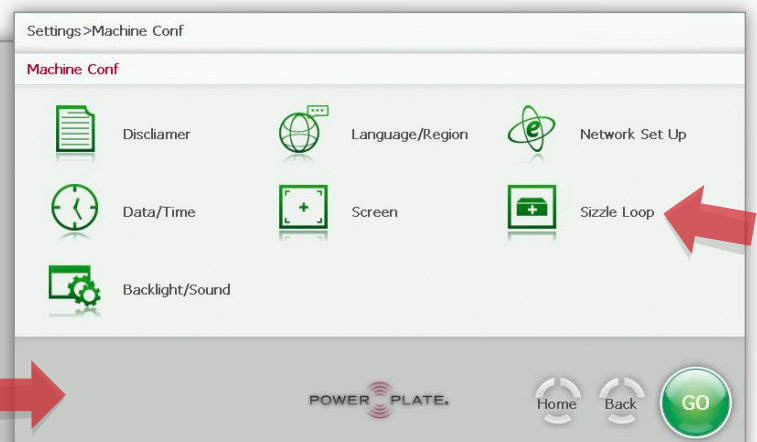 Settings>Machine Conf
Machine Conf
Discliamer
Language/Region
Network Set Up
Data/Time
Screen
Sizzle Loop
Backlight/Sound
POWER PLATE.
Home
Back
GO